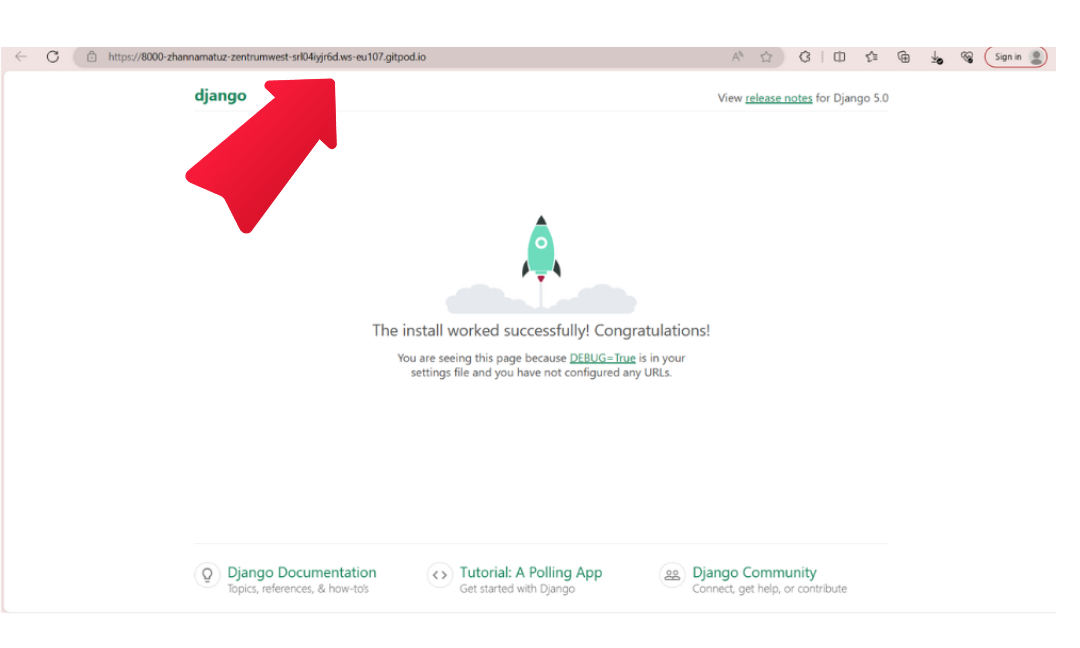 https://8000-zhannamatuz-zentrumwest-srl04iyjr6d.ws-eu107.gitpod.io
Sign in
django
View release notes for Django 5.0
The install worked successfully! Congratulations!
You are seeing this page because DEBUG=True is in your
settings file and you have not configured any URLs.
Django Documentation
Topics, references, & how-to's
Tutorial: A Polling App
Get started with Django
Django Community
Connect, get help, or contribute